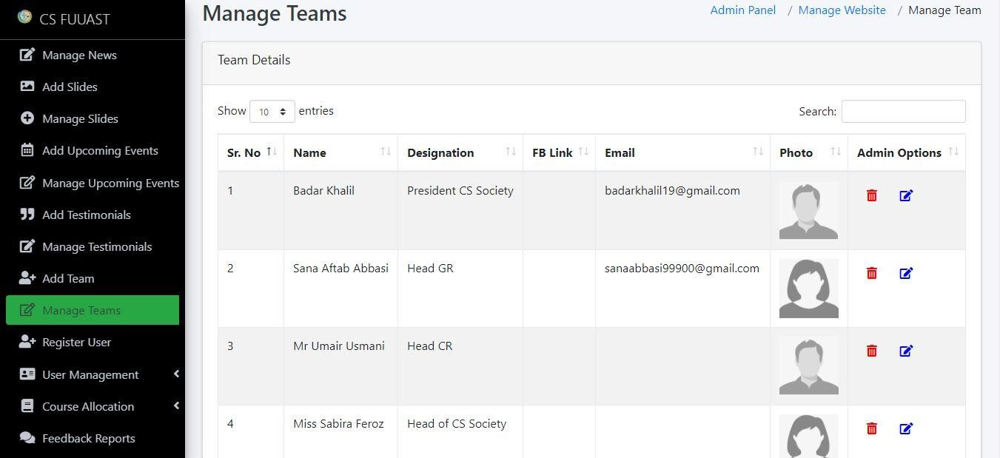 CS FUUAST
Manage News
Add Slides
Manage Slides
Add Upcoming Events
Manage Upcoming Events
Add Testimonials
Manage Testimonials
Add Team
Manage Teams
Register User
User Management
Course Allocation
Feedback Reports
Manage Teams
Admin Panel / Manage Website / Manage Team
Team Details
Show 10 entries
Search:
Sr. No Name Designation FB Link Email Photo Admin Options
1 Badar Khalil President CS Society badarkhalil19@gmail.com
2 Sana Aftab Abbasi Head GR sanaabbasi99900@gmail.com
3 Mr Umair Usmani Head CR
4 Miss Sabira Feroz Head of CS Society